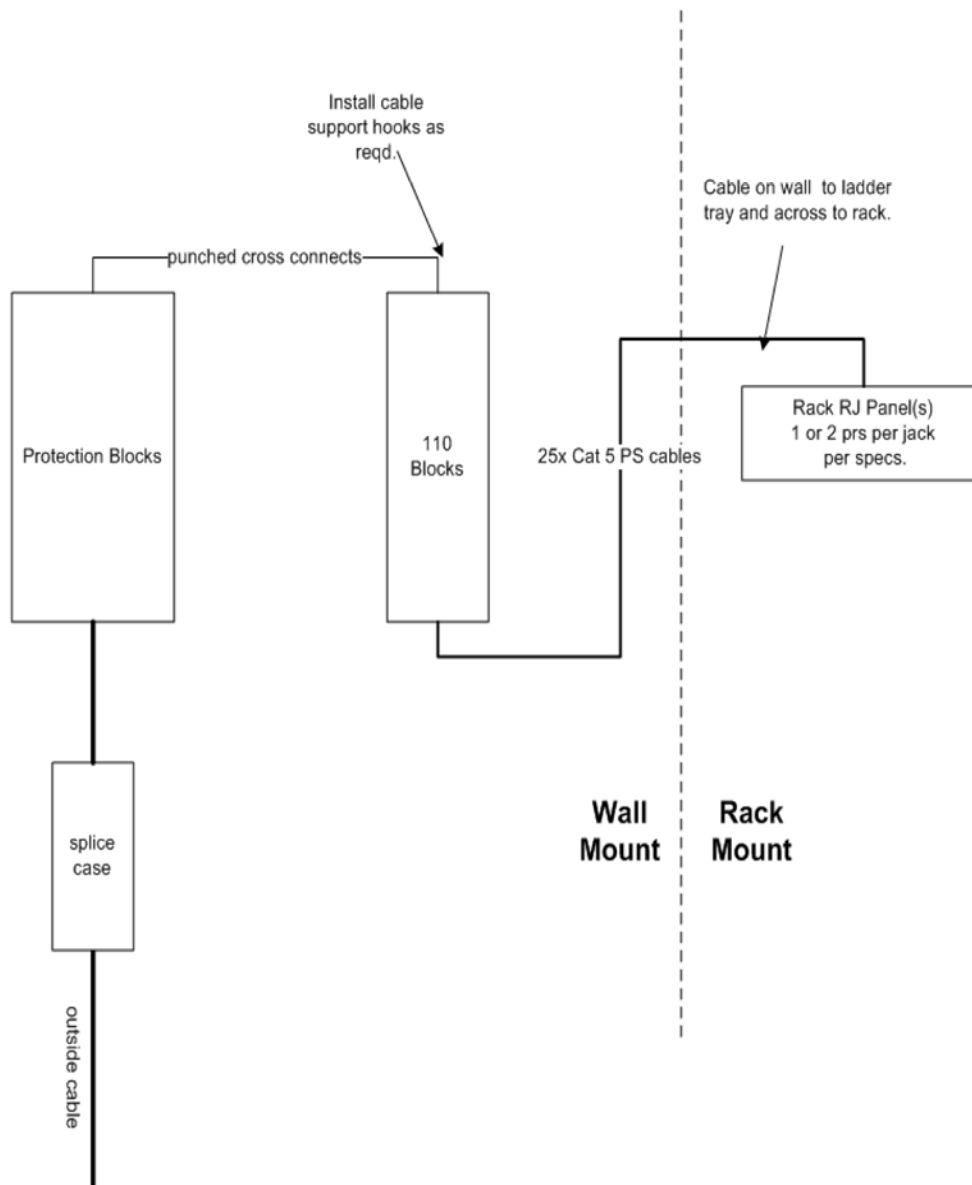 Install cable
support hooks as
reqd.
Cable on wall to ladder
tray and across to rack.
punched cross connects
Protection Blocks
110
Blocks
25x Cat 5 PS cables
Rack RJ Panel(s)
1 or 2 prs per jack
per specs.
Wall
Mount
Rack
Mount
splice
case
outside cable